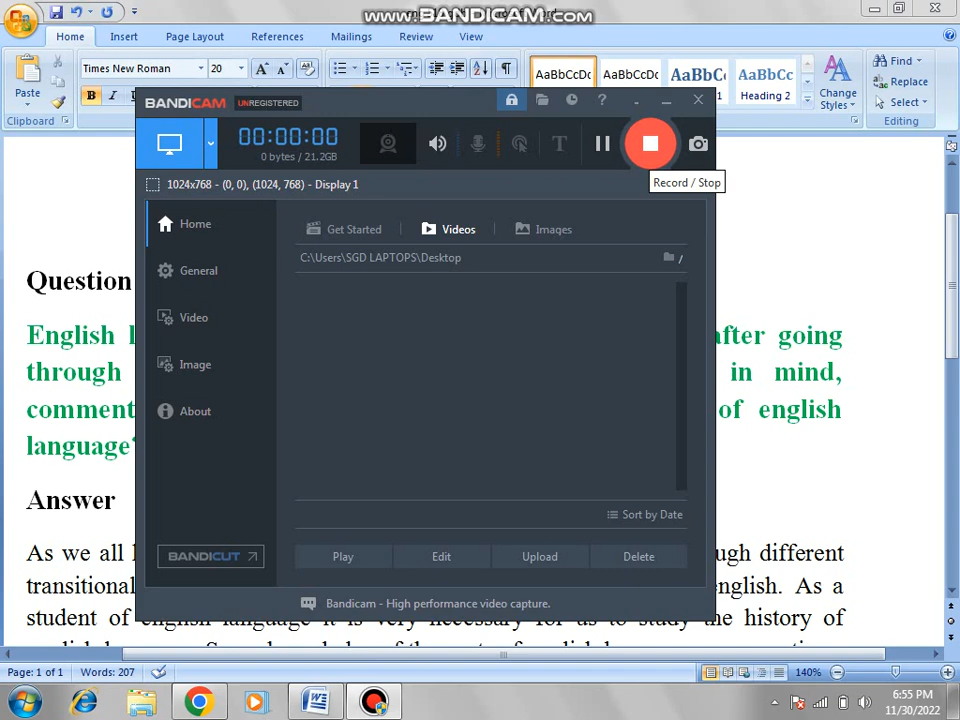 www.BANDICAM.com
Home Insert Page Layout References Mailings Review View
Times New Roman 20
Paste
B I
Clipboard
AaBbCcDc AaBbCcDc AaBbC AaBbCc
Heading 2
Change Styles
Find
Replace
Select
Editing
BANDICAM UNREGISTERED
00:00:00
0 bytes / 21.2GB
Record / Stop
1024x768 - (0, 0), (1024, 768) - Display 1
Home
General
Video
Image
About
BANDICUT
Get Started Videos Images
C:\Users\SGD LAPTOPS\Desktop /
Sort by Date
Play Edit Upload Delete
Bandicam - High performance video capture.
Question
English after going
through in mind,
comment of english
language?
Answer
As we all different
transitional english. As a
student of english language it is very necessary for us to study the history of
Page: 1 of 1 Words: 207 140%
6:55 PM
11/30/2022